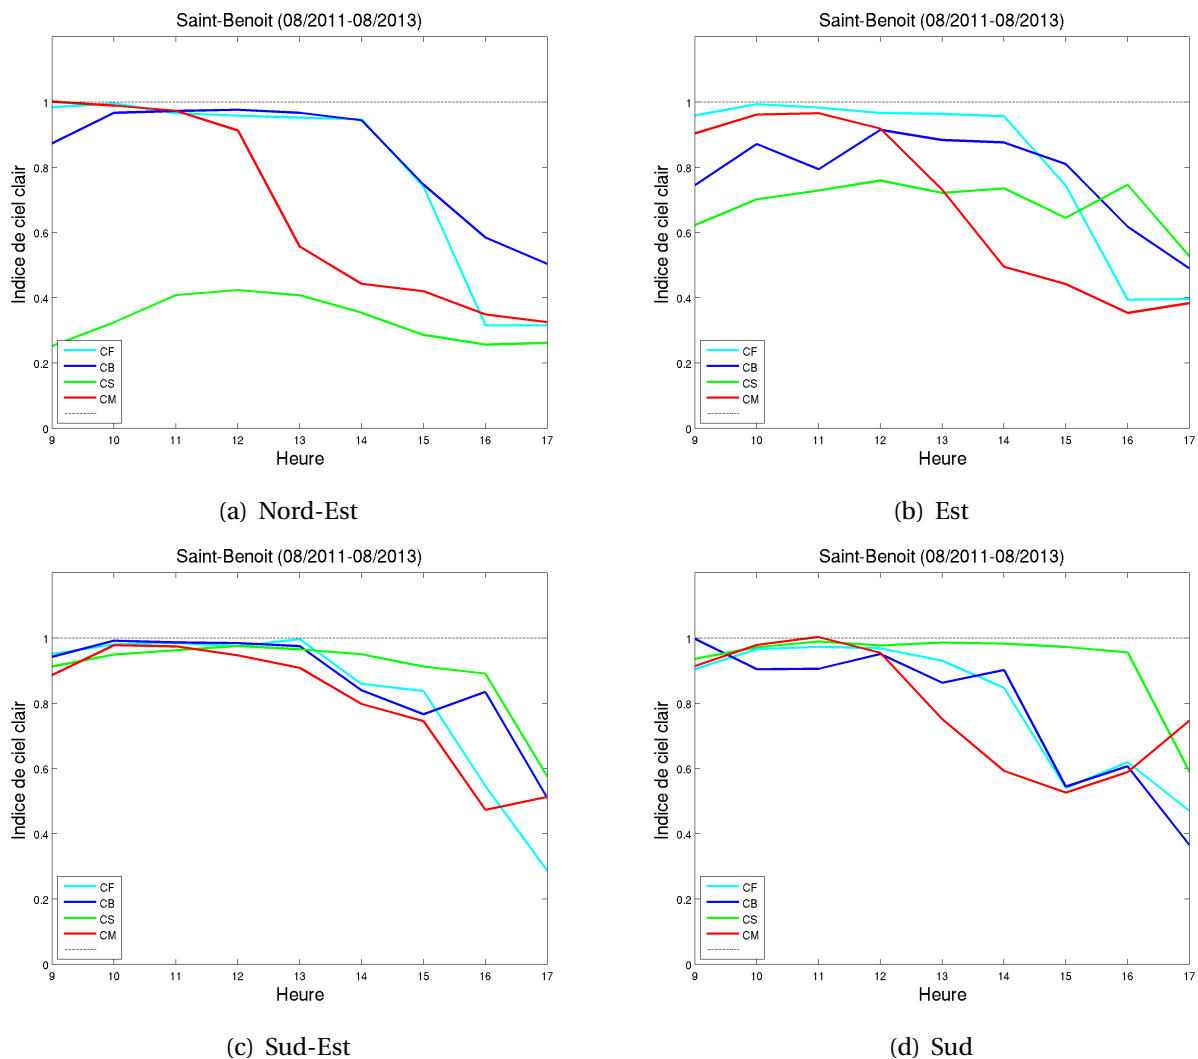 Saint-Benoit (08/2011-08/2013)
Indice de ciel clair
1
0.8
0.6
0.4
0.2
0
CF
CB
CS
CM
9 10 11 12 13 14 15 16 17
Heure
(a) Nord-Est
Saint-Benoit (08/2011-08/2013)
Indice de ciel clair
1
0.8
0.6
0.4
0.2
0
CF
CB
CS
CM
9 10 11 12 13 14 15 16 17
Heure
(b) Est
Saint-Benoit (08/2011-08/2013)
Indice de ciel clair
1
0.8
0.6
0.4
0.2
0
CF
CB
CS
CM
9 10 11 12 13 14 15 16 17
Heure
(c) Sud-Est
Saint-Benoit (08/2011-08/2013)
Indice de ciel clair
1
0.8
0.6
0.4
0.2
0
CF
CB
CS
CM
9 10 11 12 13 14 15 16 17
Heure
(d) Sud